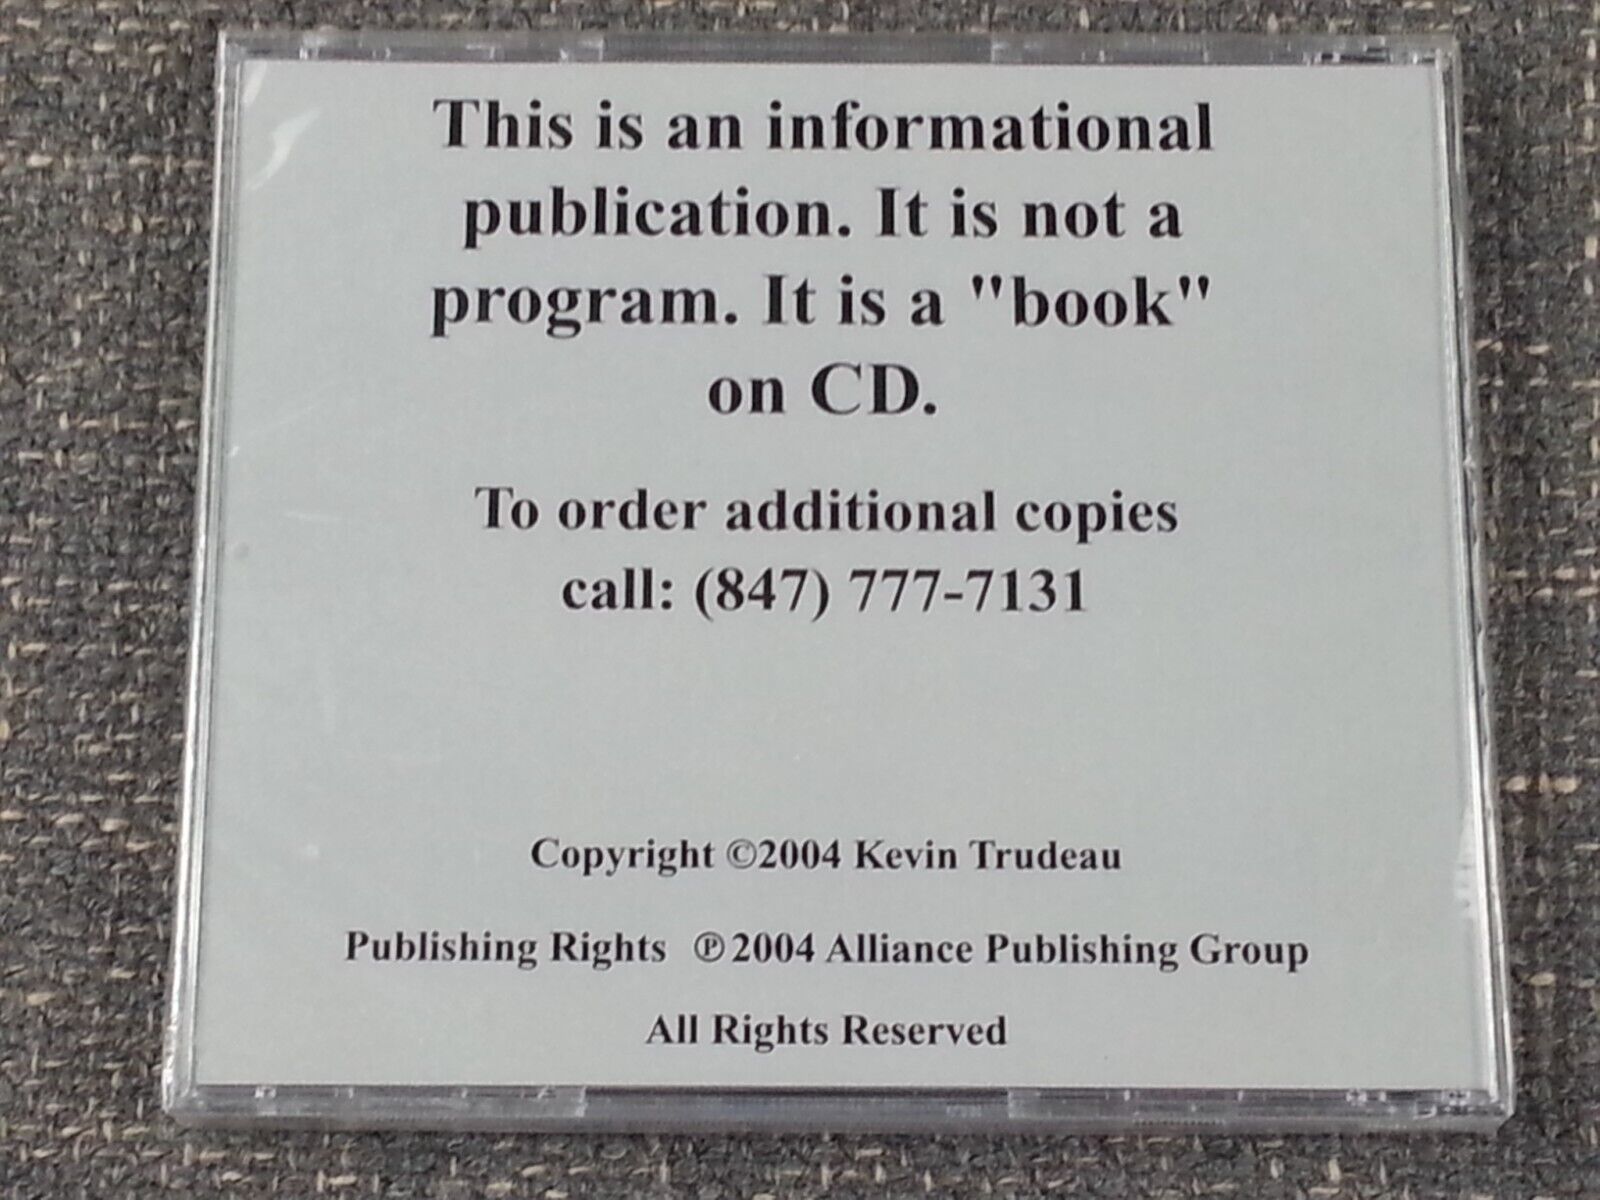 This is an informational
publication. It is not a
program. It is a "book"
on CD.
To order additional copies
call: (847) 777-7131
Copyright ©2004 Kevin Trudeau
Publishing Rights ℗2004 Alliance Publishing Group
All Rights Reserved